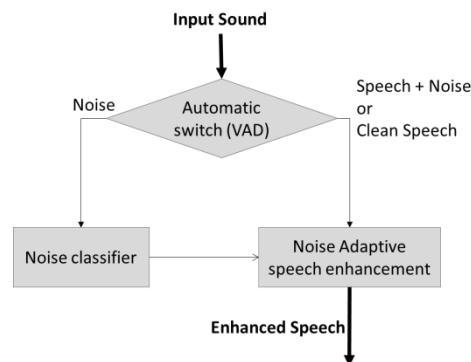 Input Sound
Noise
Automatic
switch (VAD)
Speech + Noise
or
Clean Speech
Noise classifier
Noise Adaptive
speech enhancement
Enhanced Speech